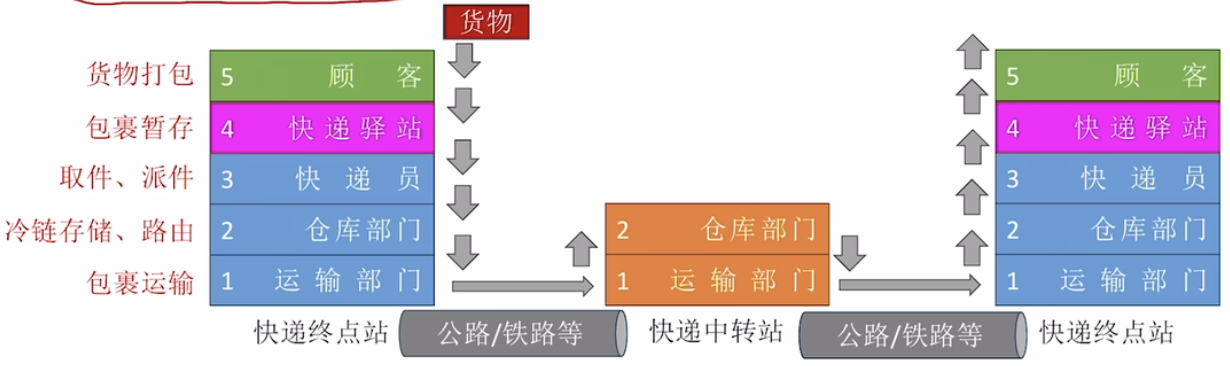 货物
货物打包
5 顾客
包裹暂存
4 快递驿站
取件、派件
3 快递员
冷链存储、路由
2 仓库部门
包裹运输
1 运输部门
2 仓库部门
1 运输部门
5 顾客
4 快递驿站
3 快递员
2 仓库部门
1 运输部门
快递终点站
公路/铁路等
快递中转站
公路/铁路等
快递终点站